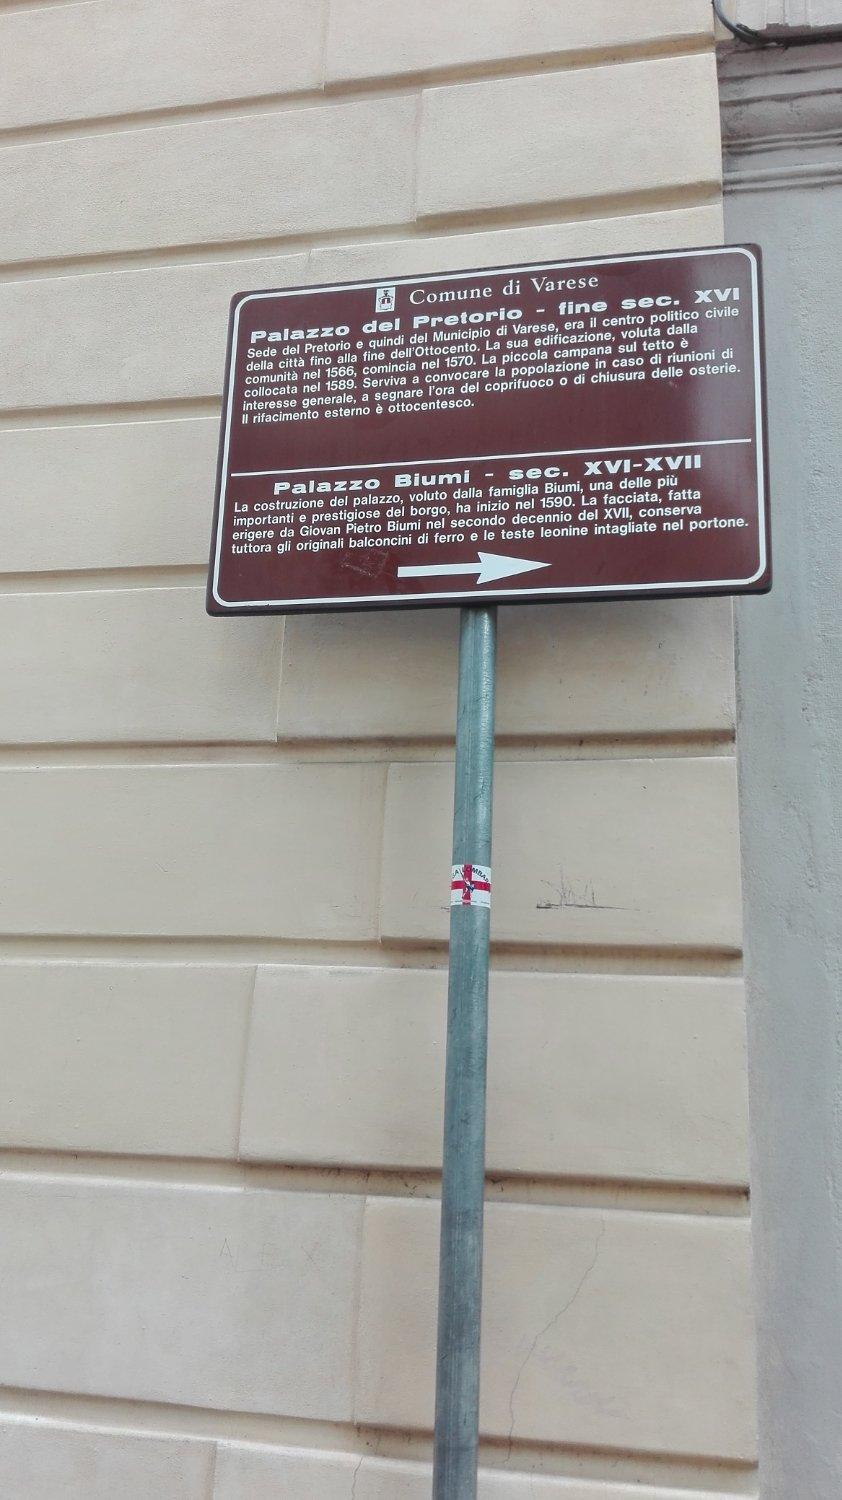 Comune di Varese
Palazzo del Pretorio - fine sec. XVI
Sede del Pretorio e quindi del Municipio di Varese, era il centro politico civile
della città fino alla fine dell'Ottocento. La sua edificazione, voluta dalla
comunità nel 1566, comincia nel 1570. La piccola campana sul tetto è
collocata nel 1589. Serviva a convocare la popolazione in caso di riunioni di
interesse generale, a segnare l'ora del coprifuoco o di chiusura delle osterie.
Il rifacimento esterno è ottocentesco.
Palazzo Biumi - sec. XVI-XVII
La costruzione del palazzo, voluto dalla famiglia Biumi, una delle più
importanti e prestigiose del borgo, ha inizio nel 1590. La facciata, fatta
erigere da Giovan Pietro Biumi nel secondo decennio del XVII, conserva
tuttora gli originali balconcini di ferro e le teste leonine intagliate nel portone.